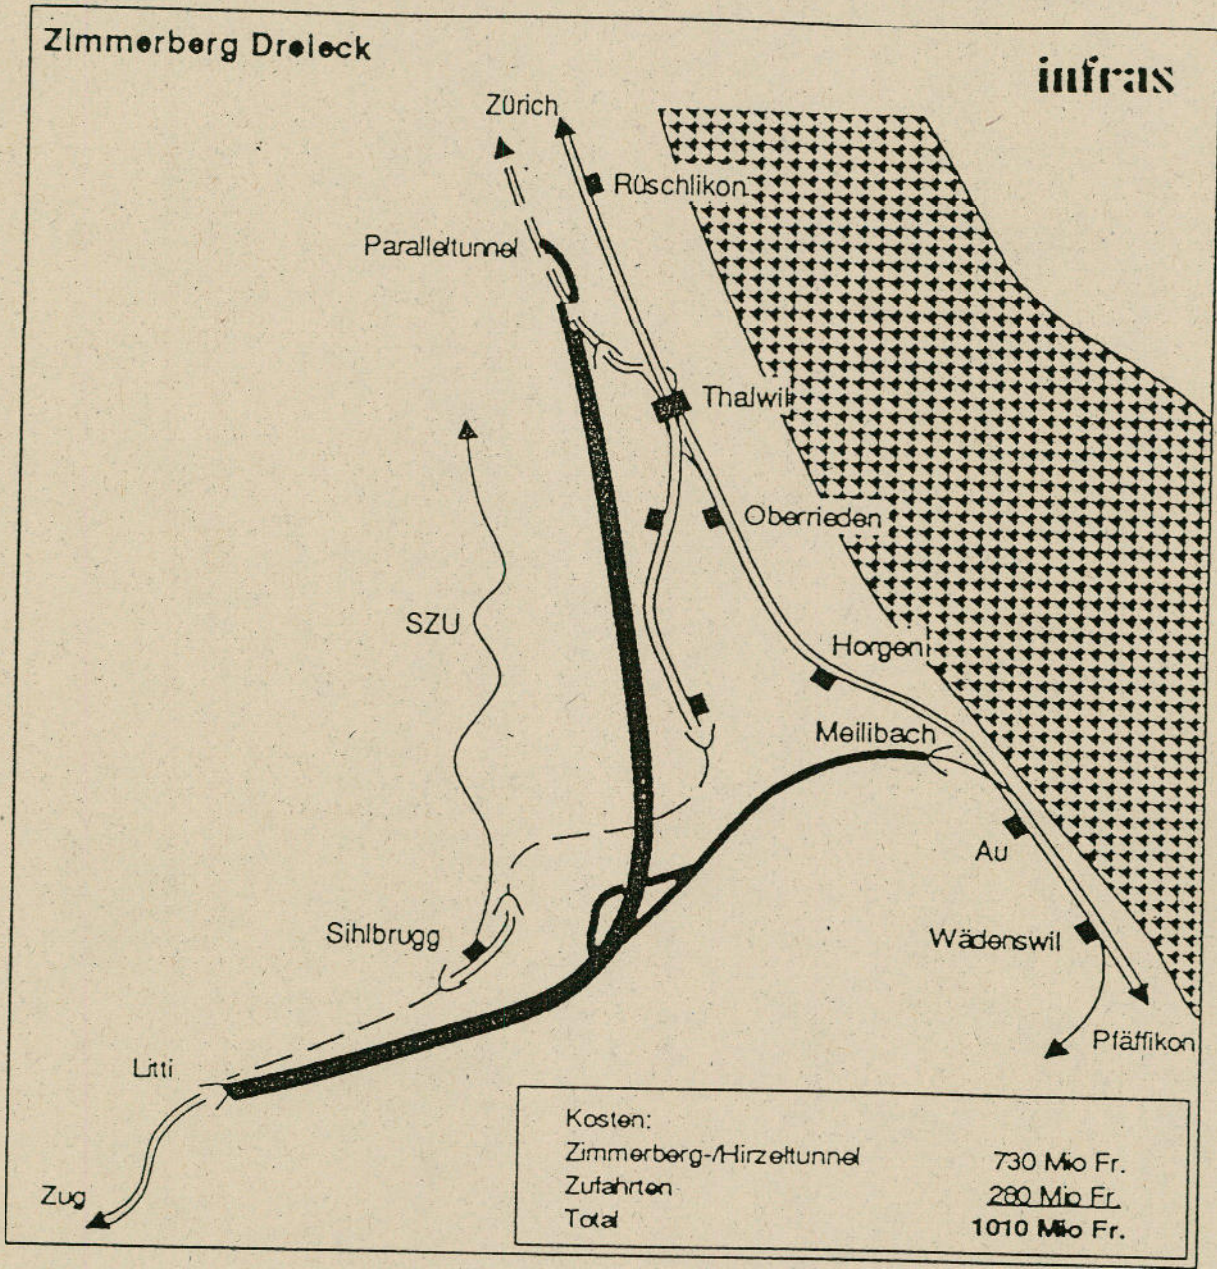 Zimmerberg Dreieck
infras
Zürich
Rüschlikon
Paralleltunnel
Thalwil
Oberrieden
SZU
Horgen
Meilibach
Au
Sihlbrugg
Wädenswil
Pfäffikon
Litti
Zug
Kosten:
Zimmerberg-/Hirzeltunnel 730 Mio Fr.
Zufahrten 280 Mio Fr.
Total 1010 Mio Fr.